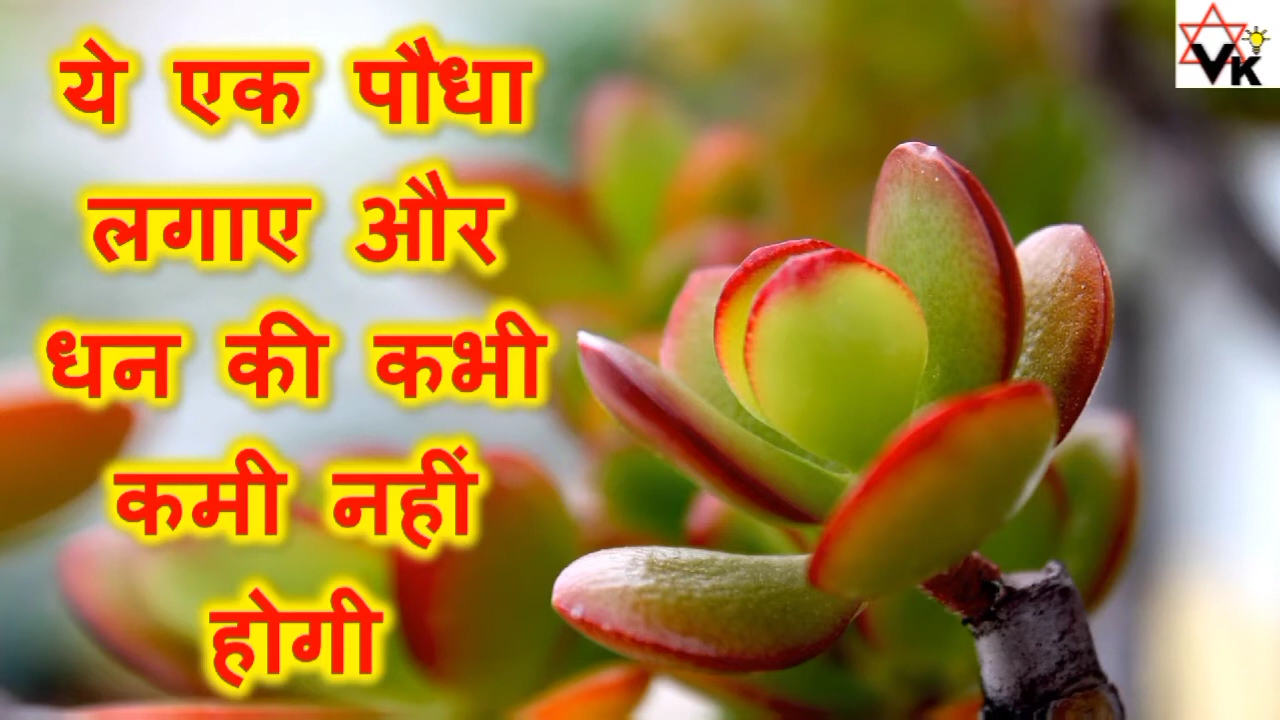 ये एक पौधा
लगाए और
धन की कभी
कमी नहीं
होगी
VK